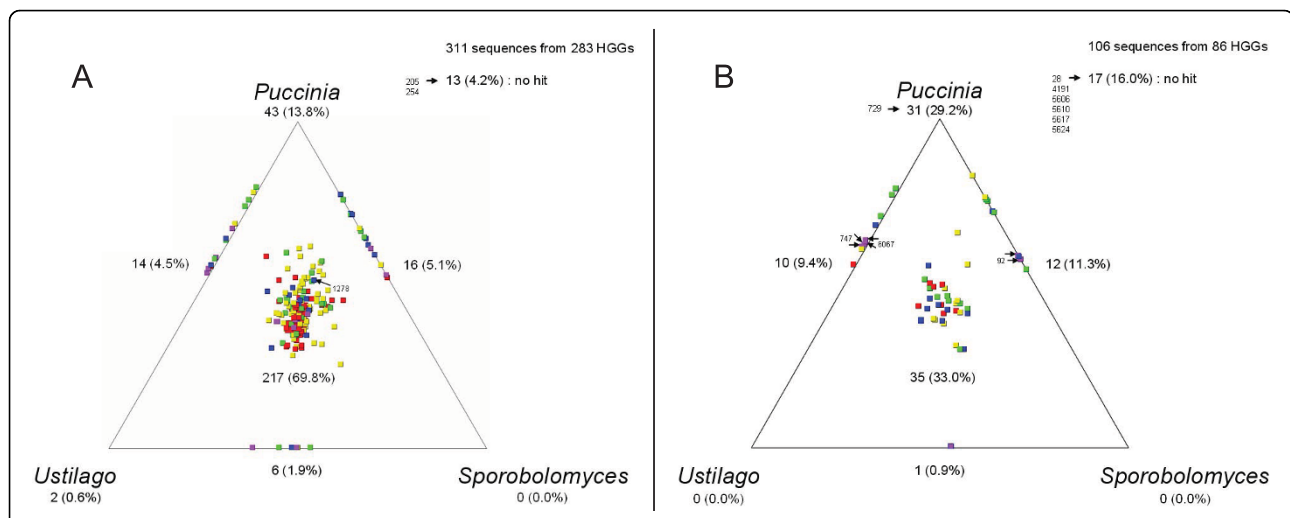 A
311 sequences from 283 HGGs
205 → 13 (4.2%) : no hit
254
Puccinia
43 (13.8%)
14 (4.5%)
16 (5.1%)
1278
217 (69.8%)
Ustilago
2 (0.6%)
6 (1.9%)
Sporobolomyces
0 (0.0%)
B
106 sequences from 86 HGGs
28 → 17 (16.0%) : no hit
4191
5606
5610
5617
5624
Puccinia
729 → 31 (29.2%)
747
8067
10 (9.4%)
92
12 (11.3%)
35 (33.0%)
Ustilago
0 (0.0%)
1 (0.9%)
Sporobolomyces
0 (0.0%)